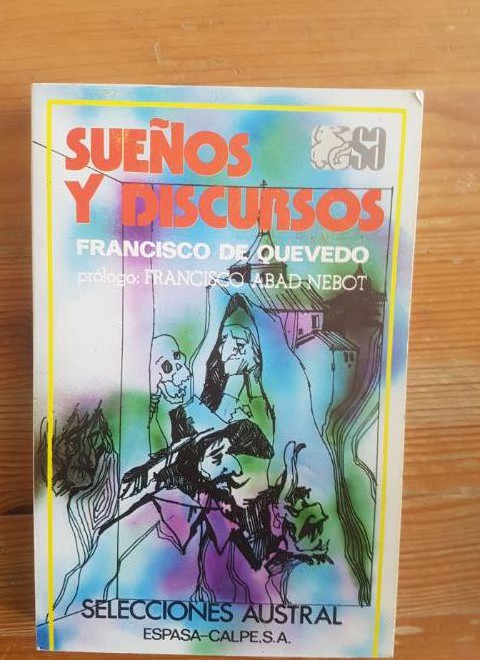 SUEÑOS
Y DISCURSOS
FRANCISCO DE QUEVEDO
prólogo: FRANCISCO ABAD NEBOT
SELECCIONES AUSTRAL
ESPASA-CALPE, S.A.